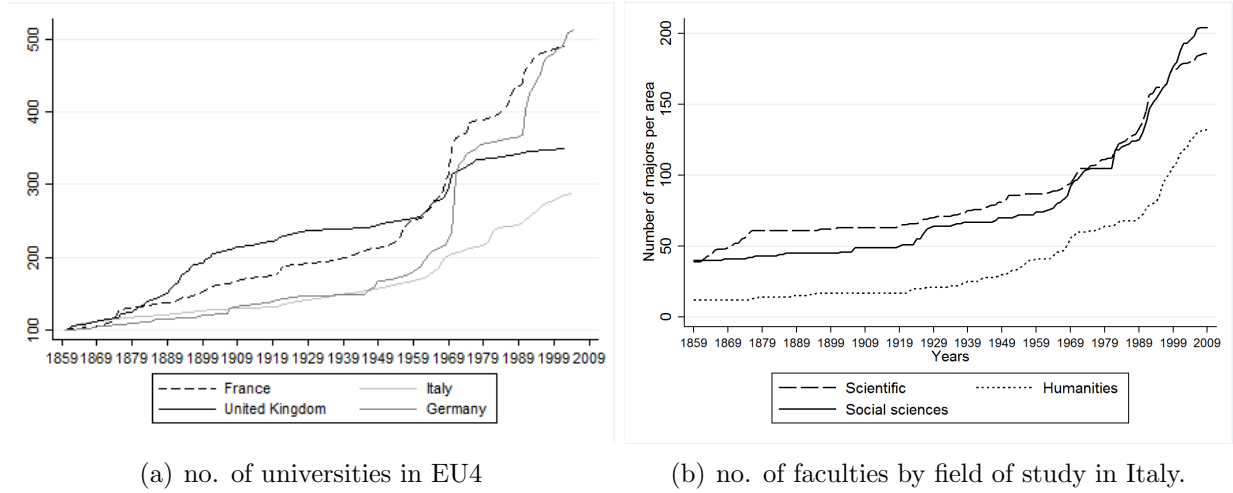 500
400
300
200
100
1859 1869 1879 1889 1899 1909 1919 1929 1939 1949 1959 1969 1979 1989 1999 2009
France
Italy
United Kingdom
Germany
(a) no. of universities in EU4
Number of majors per area
200
150
100
50
0
1859 1869 1879 1889 1899 1909 1919 1929 1939 1949 1959 1969 1979 1989 1999 2009
Years
Scientific
Humanities
Social sciences
(b) no. of faculties by field of study in Italy.